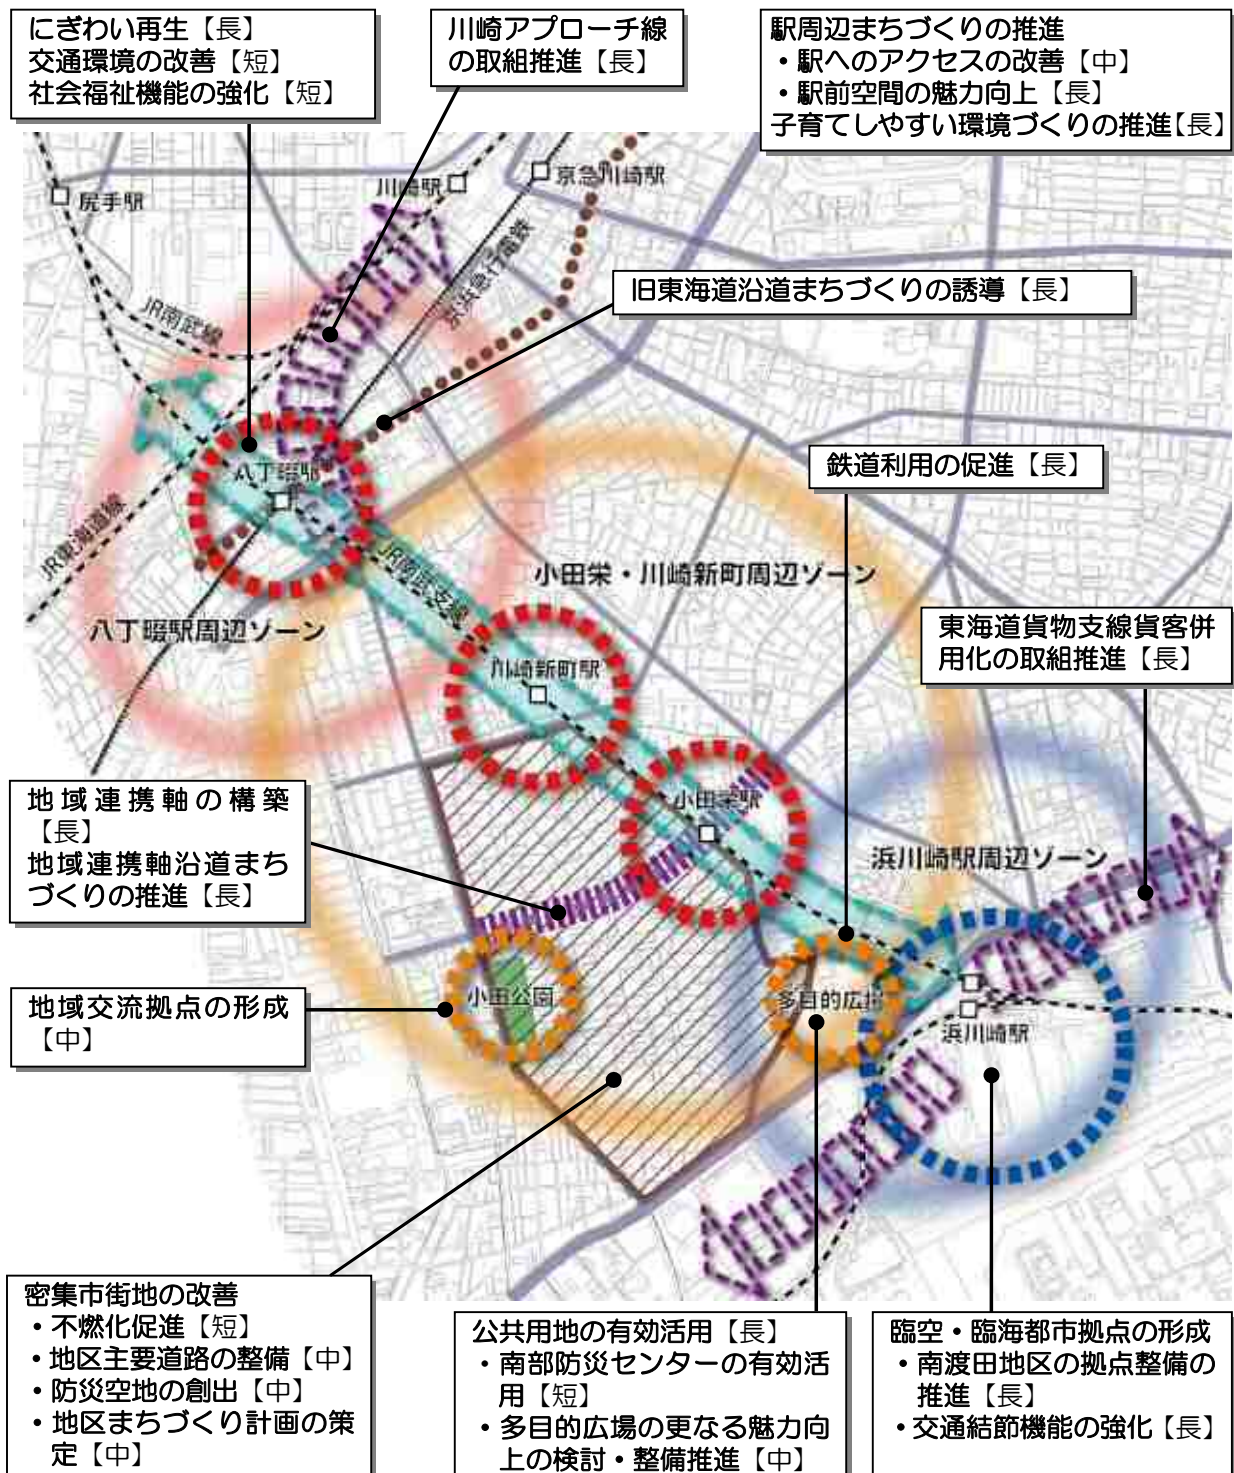 にぎわい再生【長】
交通環境の改善【短】
社会福祉機能の強化【短】
川崎アプローチ線
の取組推進【長】
駅周辺まちづくりの推進
・駅へのアクセスの改善【中】
・駅前空間の魅力向上【長】
子育てしやすい環境づくりの推進【長】
尻手駅
川崎駅
京急川崎駅
京浜急行電鉄
旧東海道沿道まちづくりの誘導【長】
JR南武線
鉄道利用の促進【長】
八丁畷駅
JR東海道線
JR南武支線
小田栄・川崎新町周辺ゾーン
八丁畷駅周辺ゾーン
東海道貨物支線貨客併
用化の取組推進【長】
川崎新町駅
地域連携軸の構築
【長】
地域連携軸沿道まち
づくりの推進【長】
小田栄駅
浜川崎駅周辺ゾーン
地域交流拠点の形成
【中】
小田公園
多目的広場
浜川崎駅
密集市街地の改善
・不燃化促進【短】
・地区主要道路の整備【中】
・防災空地の創出【中】
・地区まちづくり計画の策
定【中】
公共用地の有効活用【長】
・南部防災センターの有効活
用【短】
・多目的広場の更なる魅力向
上の検討・整備推進【中】
臨空・臨海都市拠点の形成
・南渡田地区の拠点整備の
推進【長】
・交通結節機能の強化【長】